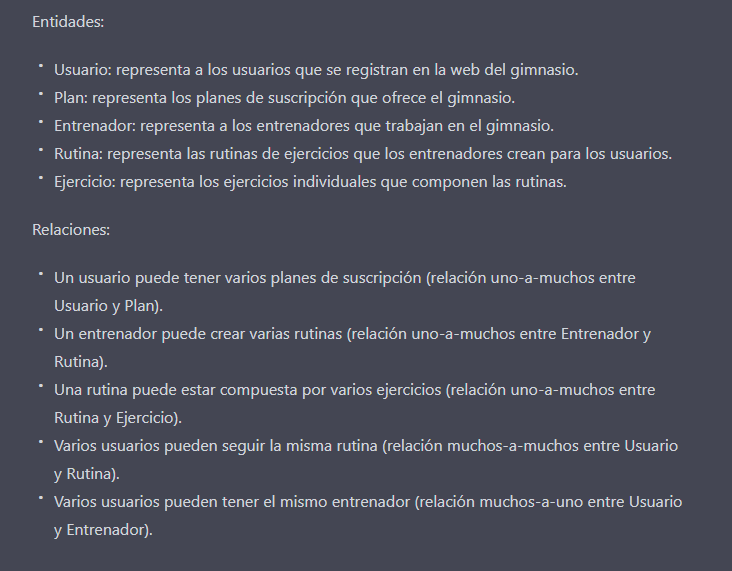 Entidades:
• Usuario: representa a los usuarios que se registran en la web del gimnasio.
• Plan: representa los planes de suscripción que ofrece el gimnasio.
• Entrenador: representa a los entrenadores que trabajan en el gimnasio.
• Rutina: representa las rutinas de ejercicios que los entrenadores crean para los usuarios.
• Ejercicio: representa los ejercicios individuales que componen las rutinas.
Relaciones:
• Un usuario puede tener varios planes de suscripción (relación uno-a-muchos entre
Usuario y Plan).
• Un entrenador puede crear varias rutinas (relación uno-a-muchos entre Entrenador y
Rutina).
• Una rutina puede estar compuesta por varios ejercicios (relación uno-a-muchos entre
Rutina y Ejercicio).
• Varios usuarios pueden seguir la misma rutina (relación muchos-a-muchos entre Usuario
y Rutina).
• Varios usuarios pueden tener el mismo entrenador (relación muchos-a-uno entre Usuario
y Entrenador).